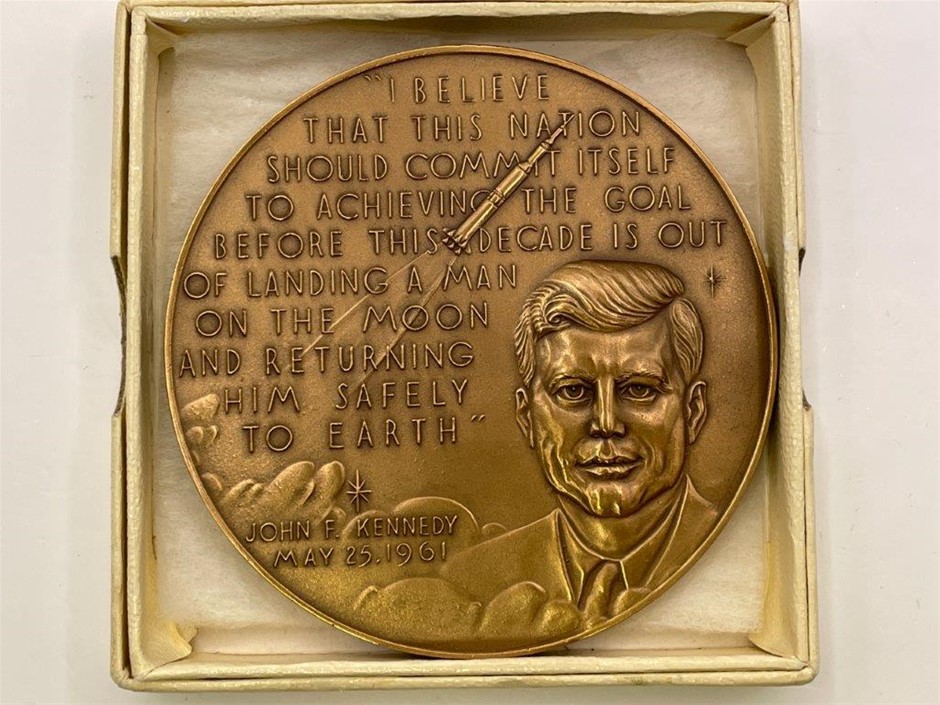 “I BELIEVE
THAT THIS NATION
SHOULD COMMIT ITSELF
TO ACHIEVING THE GOAL
BEFORE THIS DECADE IS OUT
OF LANDING A MAN
ON THE MOON
AND RETURNING
HIM SAFELY
TO EARTH”
JOHN F. KENNEDY
MAY 25.1961